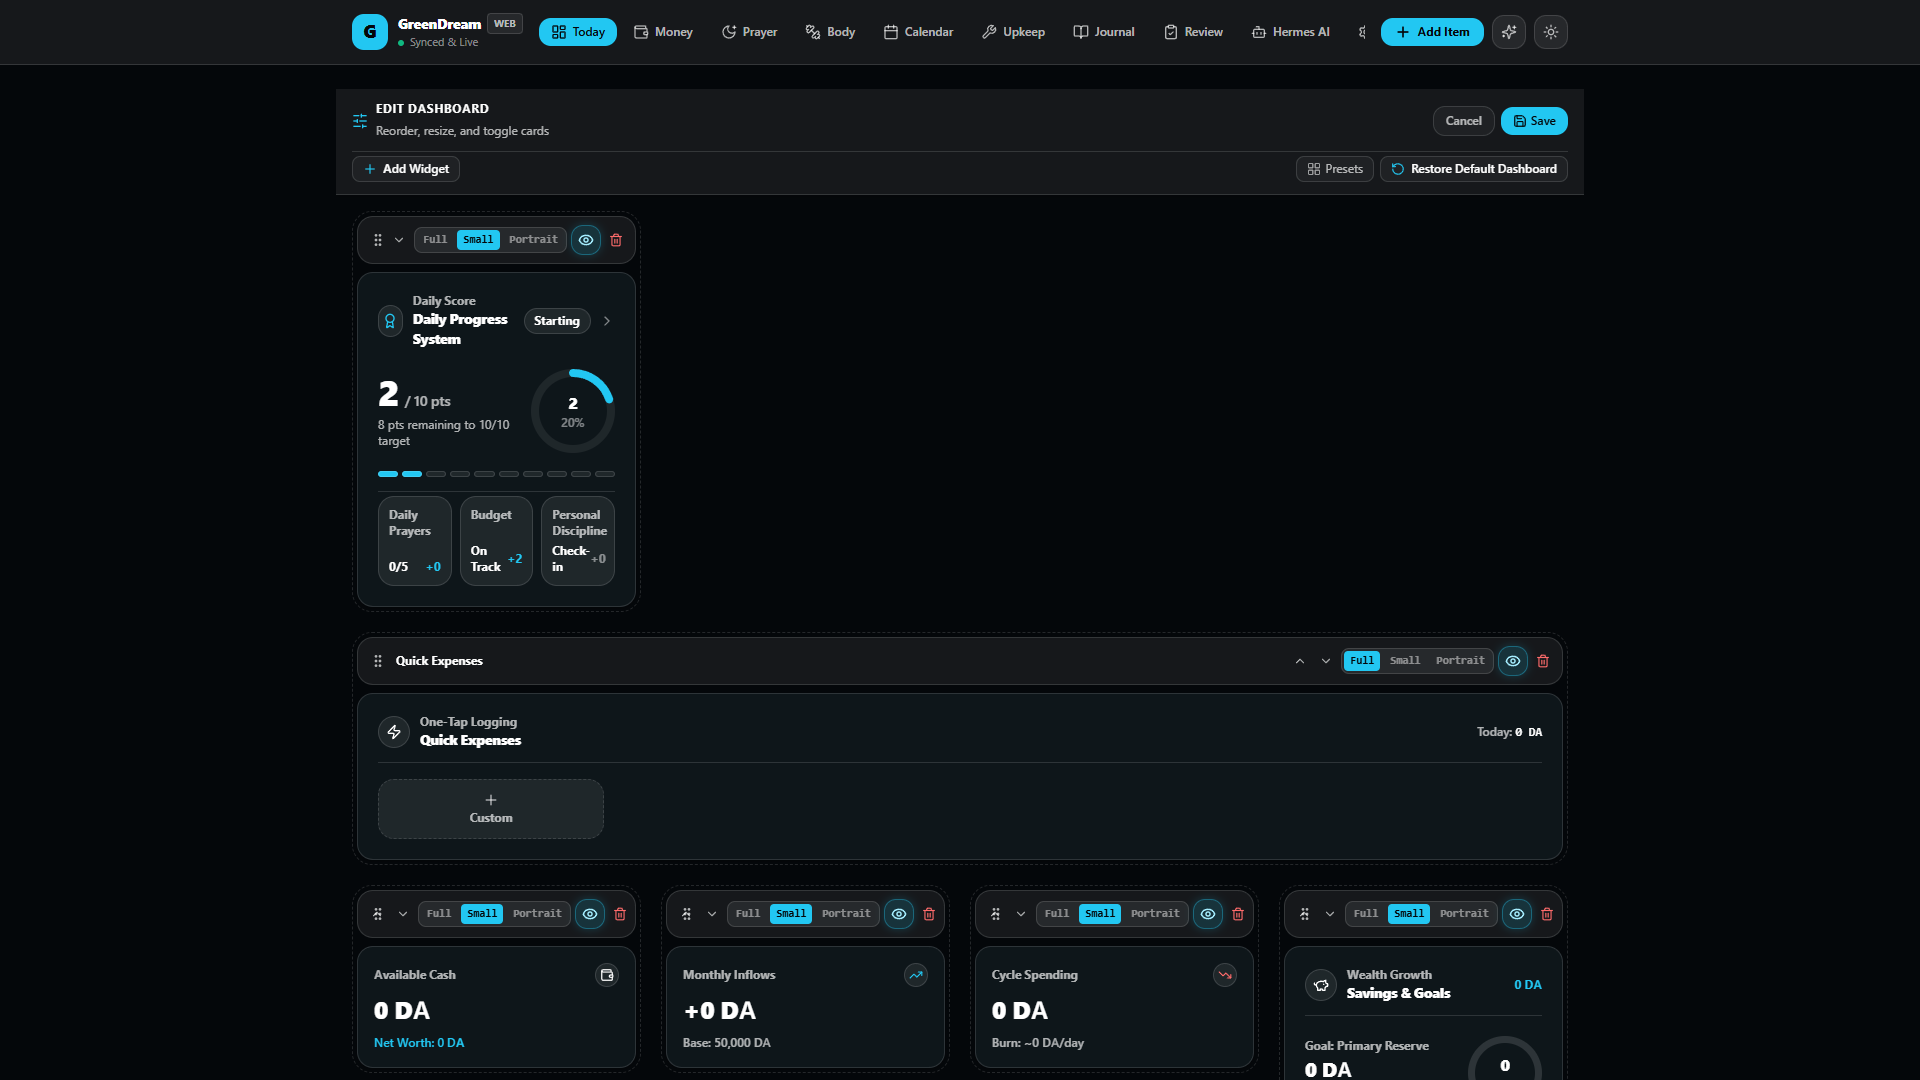 G
GreenDream WEB
Synced & Live
Today
Money
Prayer
Body
Calendar
Upkeep
Journal
Review
Hermes AI
Add Item
EDIT DASHBOARD
Reorder, resize, and toggle cards
Cancel
Save
Add Widget
Presets
Restore Default Dashboard
Full Small Portrait
Daily Score
Daily Progress
System
Starting
2 / 10 pts
8 pts remaining to 10/10
target
2
20%
Daily
Prayers
0/5 +0
Budget
On
Track +2
Personal
Discipline
Check-
in +0
Quick Expenses
Full Small Portrait
One-Tap Logging
Quick Expenses
Today: 0 DA
Custom
Full Small Portrait
Full Small Portrait
Full Small Portrait
Full Small Portrait
Available Cash
0 DA
Net Worth: 0 DA
Monthly Inflows
+0 DA
Base: 50,000 DA
Cycle Spending
0 DA
Burn: ~0 DA/day
Wealth Growth
Savings & Goals
0 DA
Goal: Primary Reserve
0 DA
0